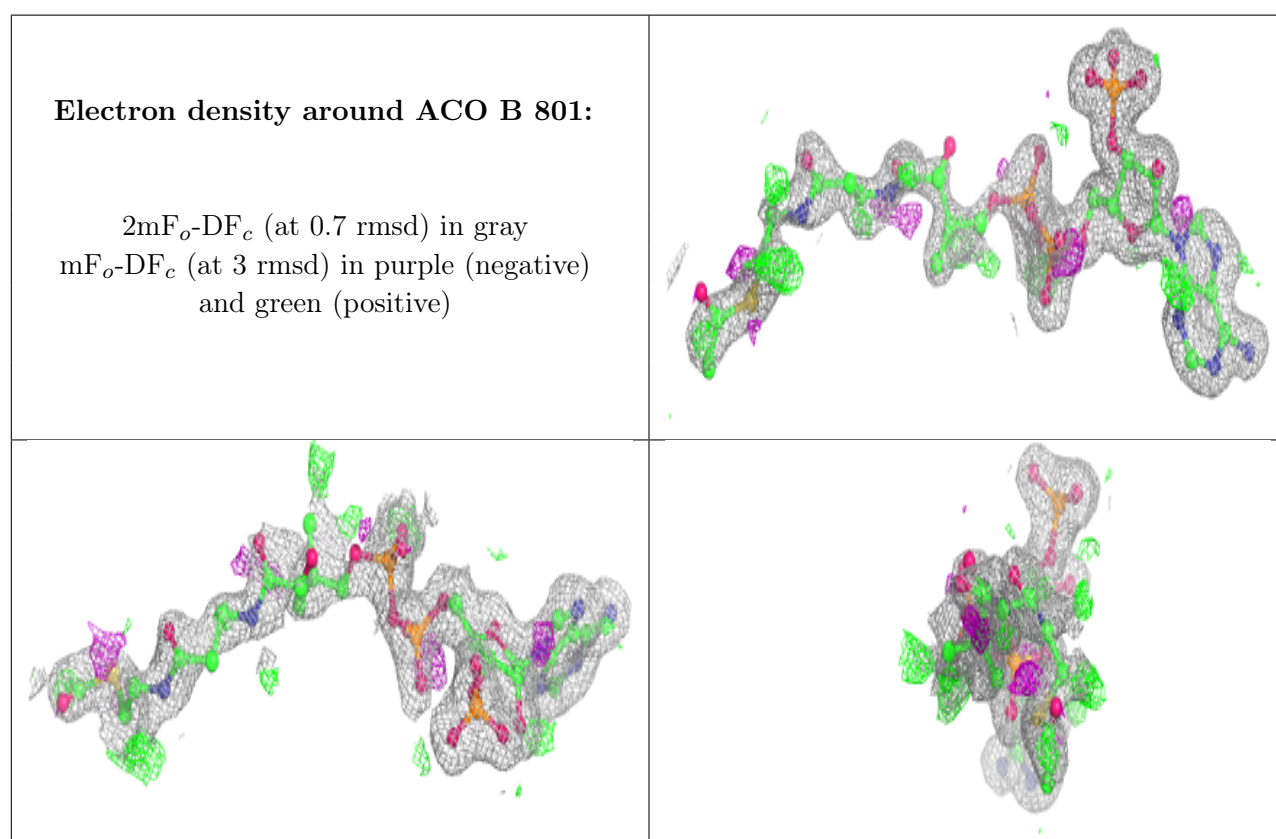 Electron density around ACO B 801:
2mFo-DFc (at 0.7 rmsd) in gray
mFo-DFc (at 3 rmsd) in purple (negative)
and green (positive)